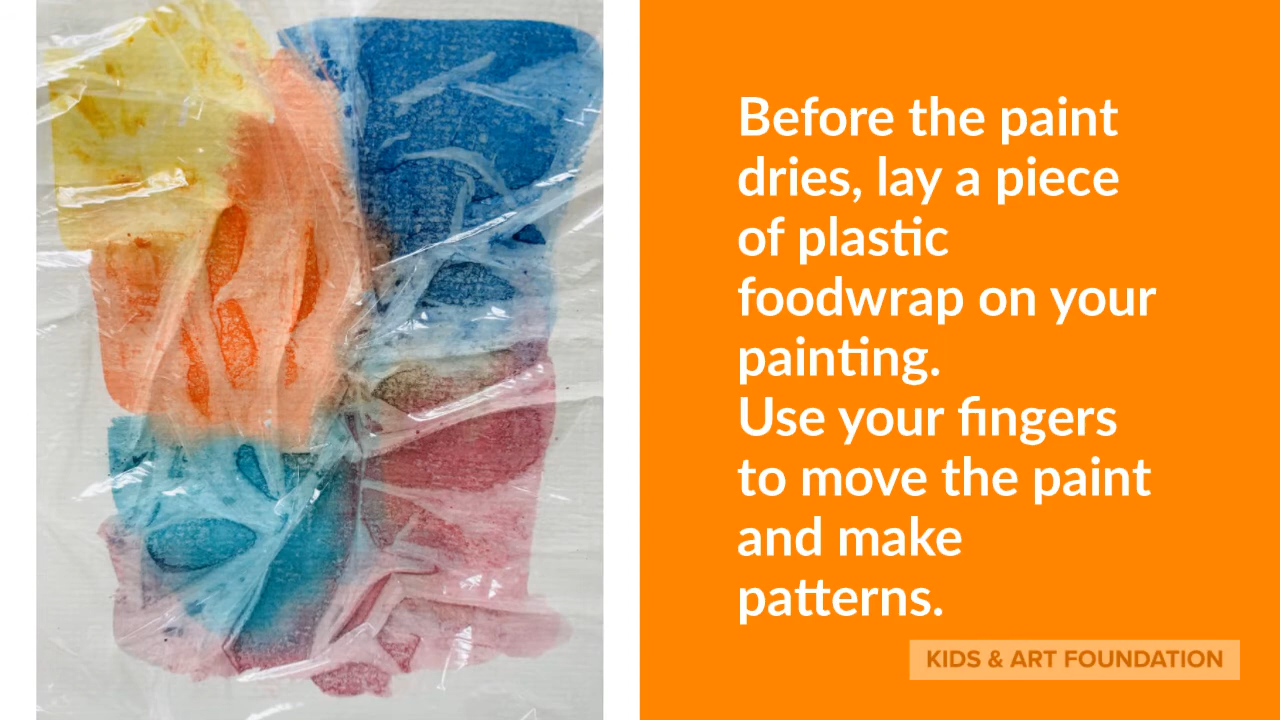 Before the paint
dries, lay a piece
of plastic
foodwrap on your
painting.
Use your fingers
to move the paint
and make
patterns.
KIDS & ART FOUNDATION